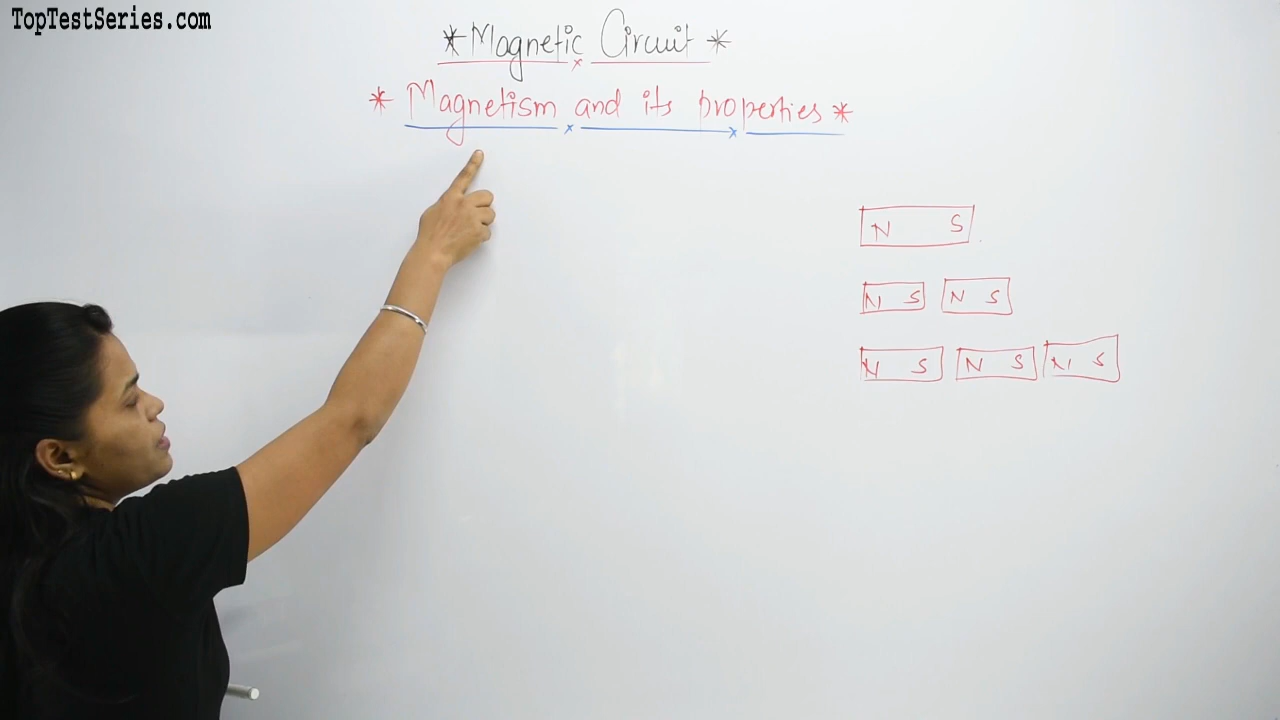 TopTestSeries.com
* Magnetic Circuit *
* Magnetism and its properties *
N S
N S N S
N S N S N S